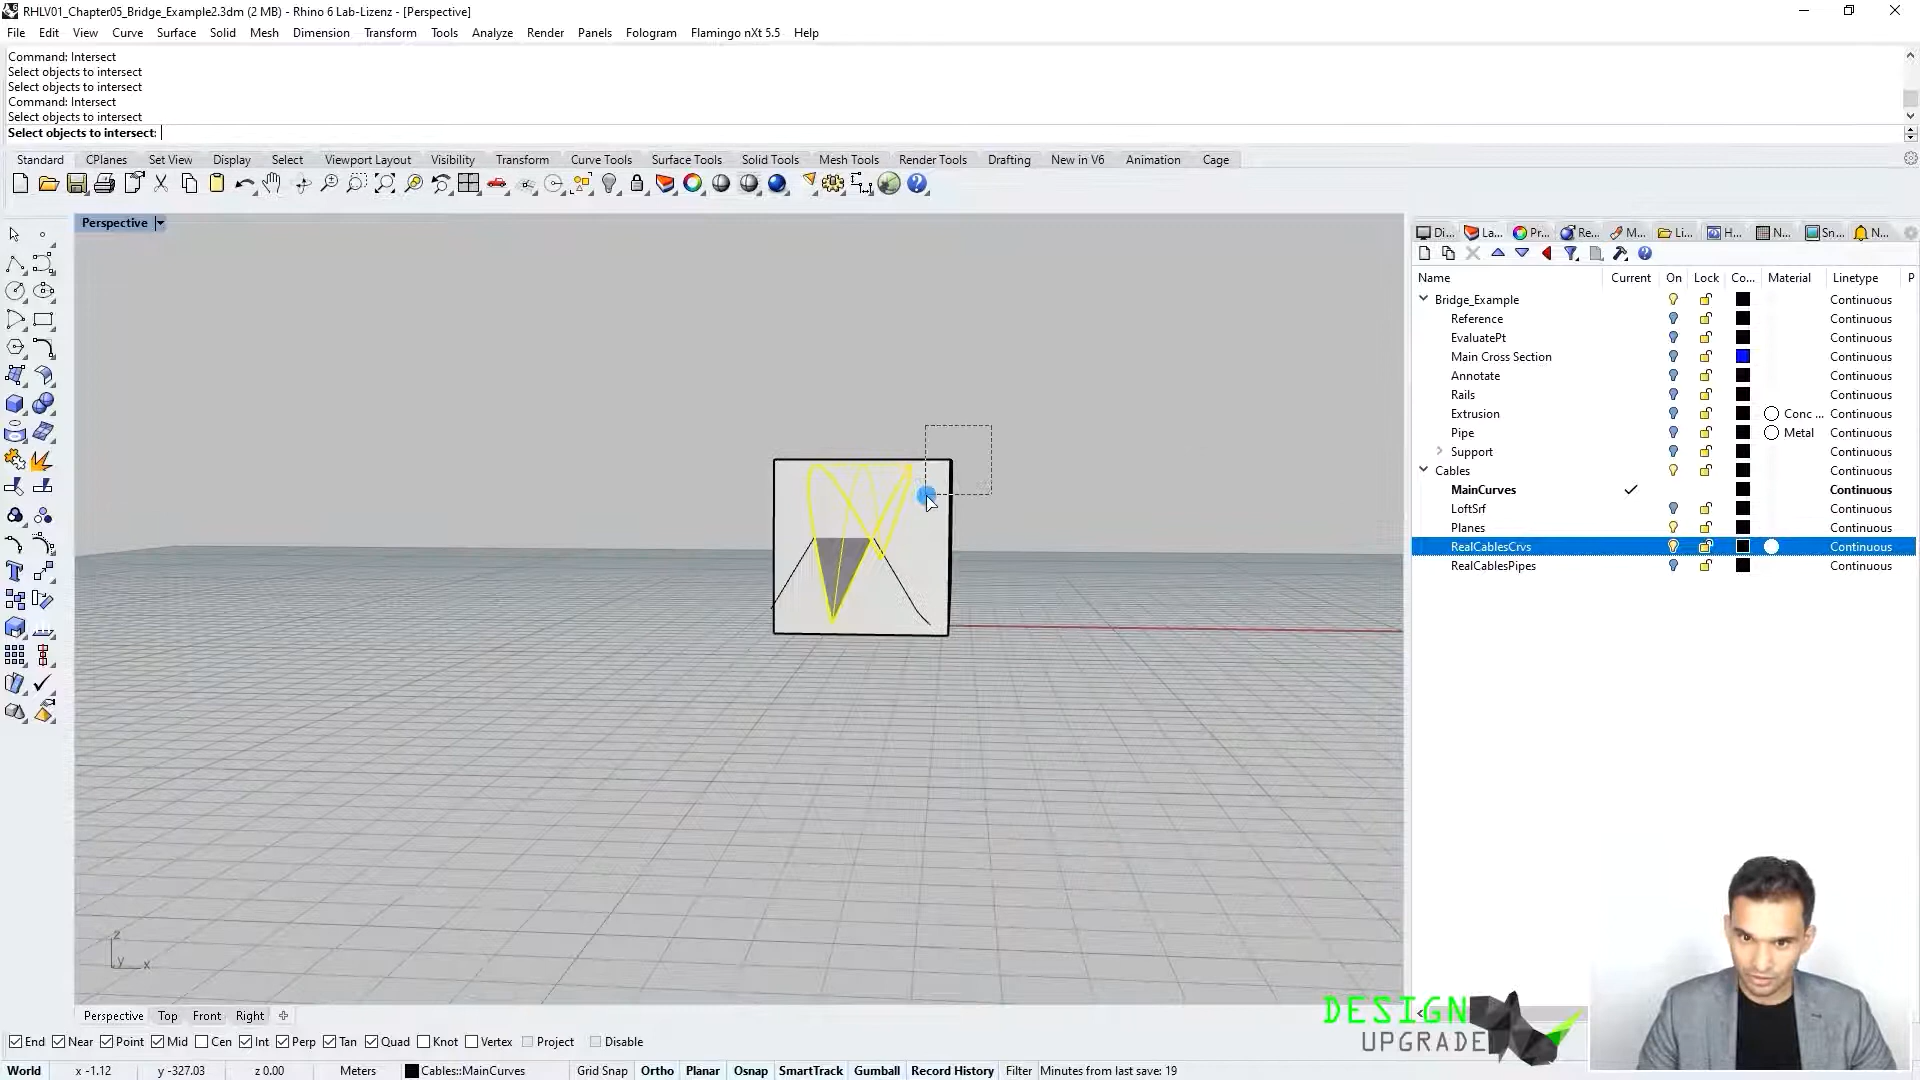 RHLV01_Chapter05_Bridge_Example2.3dm (2 MB) - Rhino 6 Lab-Lizenz - [Perspective]
File Edit View Curve Surface Solid Mesh Dimension Transform Tools Analyze Render Panels Fologram Flamingo nXt 5.5 Help
Command: Intersect
Select objects to intersect
Select objects to intersect
Command: Intersect
Select objects to intersect
Select objects to intersect:
Standard CPlanes Set View Display Select Viewport Layout Visibility Transform Curve Tools Surface Tools Solid Tools Mesh Tools Render Tools Drafting New in V6 Animation Cage
Perspective
Di... La... Pr... Re... M... Li... H... N... Sn... N...
Name Current On Lock Co... Material Linetype P
Bridge_Example Continuous
Reference Continuous
EvaluatePt Continuous
Main Cross Section Continuous
Annotate Continuous
Rails Continuous
Extrusion Conc ... Continuous
Pipe Metal Continuous
Support Continuous
Cables Continuous
MainCurves Continuous
LoftSrf Continuous
Planes Continuous
RealCablesCrvs Continuous
RealCablesPipes Continuous
z
y x
DESIGN
UPGRADE
Perspective Top Front Right
End Near Point Mid Cen Int Perp Tan Quad Knot Vertex Project Disable
World x -1.12 y -327.03 z 0.00 Meters Cables::MainCurves Grid Snap Ortho Planar Osnap SmartTrack Gumball Record History Filter Minutes from last save: 19